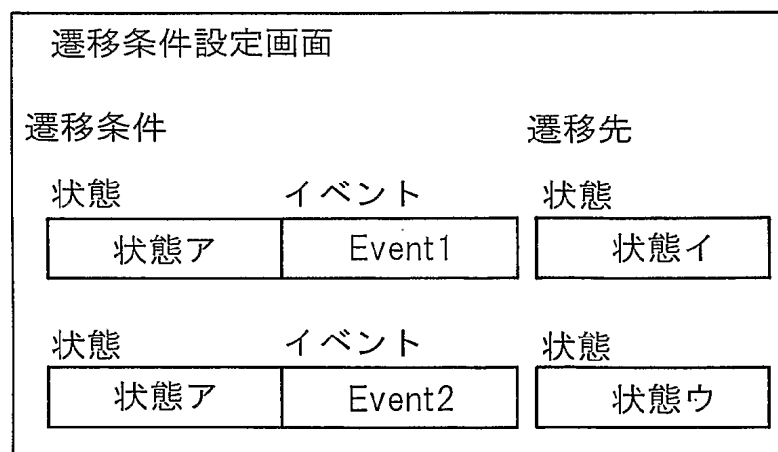 遷移条件設定画面
遷移条件 遷移先
状態 イベント 状態
状態ア Event1 状態イ
状態 イベント 状態
状態ア Event2 状態ウ